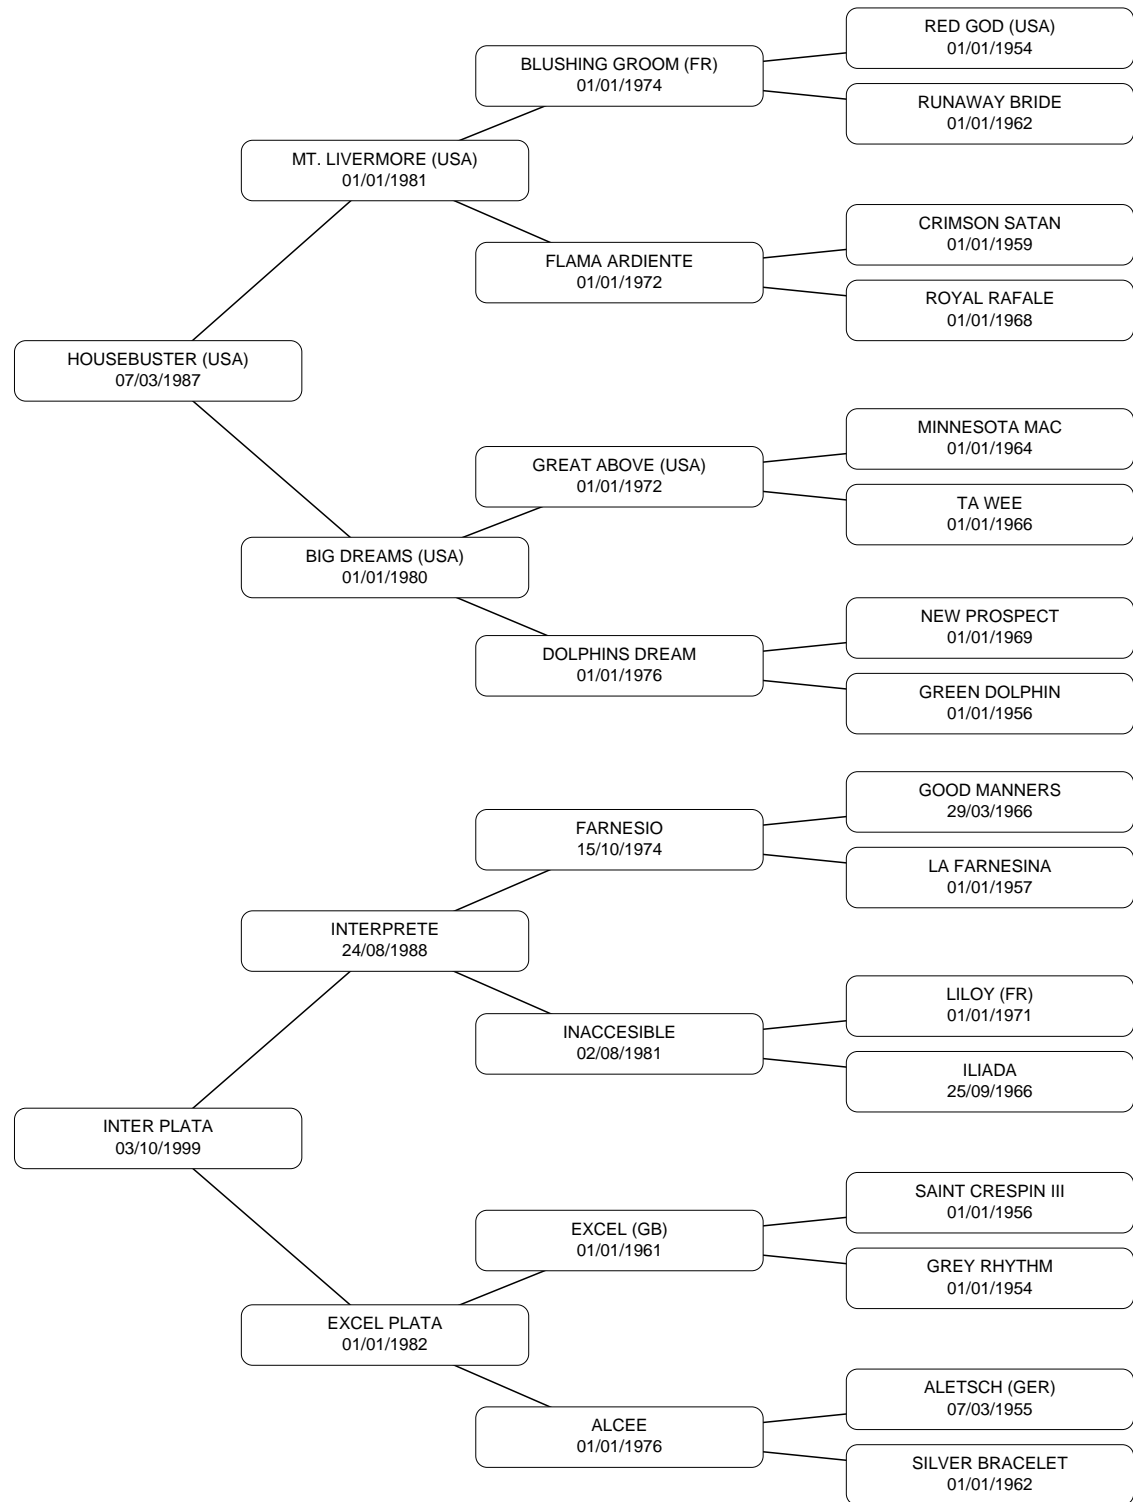 RED GOD (USA)
01/01/1954
BLUSHING GROOM (FR)
01/01/1974
RUNAWAY BRIDE
01/01/1962
MT. LIVERMORE (USA)
01/01/1981
CRIMSON SATAN
01/01/1959
FLAMA ARDIENTE
01/01/1972
ROYAL RAFALE
01/01/1968
HOUSEBUSTER (USA)
07/03/1987
MINNESOTA MAC
01/01/1964
GREAT ABOVE (USA)
01/01/1972
TA WEE
01/01/1966
BIG DREAMS (USA)
01/01/1980
NEW PROSPECT
01/01/1969
DOLPHINS DREAM
01/01/1976
GREEN DOLPHIN
01/01/1956
GOOD MANNERS
29/03/1966
FARNESIO
15/10/1974
LA FARNESINA
01/01/1957
INTERPRETE
24/08/1988
LILOY (FR)
01/01/1971
INACCESIBLE
02/08/1981
ILIADA
25/09/1966
INTER PLATA
03/10/1999
SAINT CRESPIN III
01/01/1956
EXCEL (GB)
01/01/1961
GREY RHYTHM
01/01/1954
EXCEL PLATA
01/01/1982
ALETSCH (GER)
07/03/1955
ALCEE
01/01/1976
SILVER BRACELET
01/01/1962